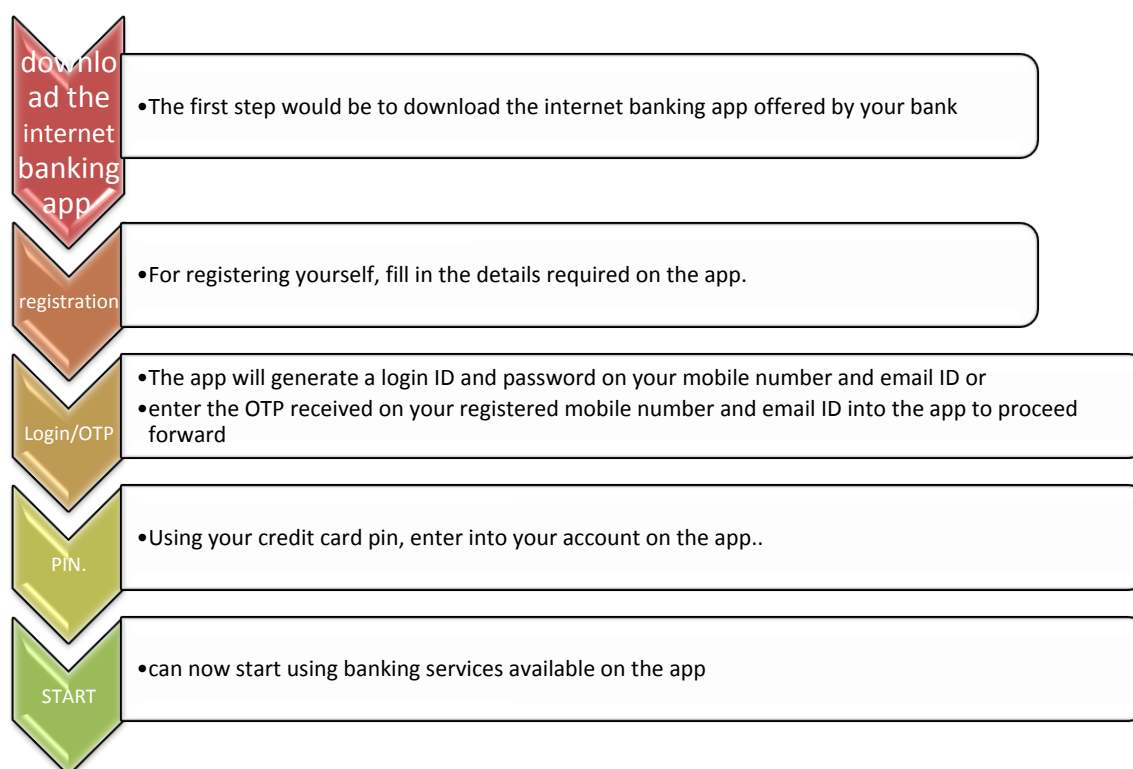 downlo
ad the
internet
banking
app
•The first step would be to download the internet banking app offered by your bank
registration
•For registering yourself, fill in the details required on the app.
Login/OTP
•The app will generate a login ID and password on your mobile number and email ID or
•enter the OTP received on your registered mobile number and email ID into the app to proceed
forward
PIN.
•Using your credit card pin, enter into your account on the app..
START
•can now start using banking services available on the app